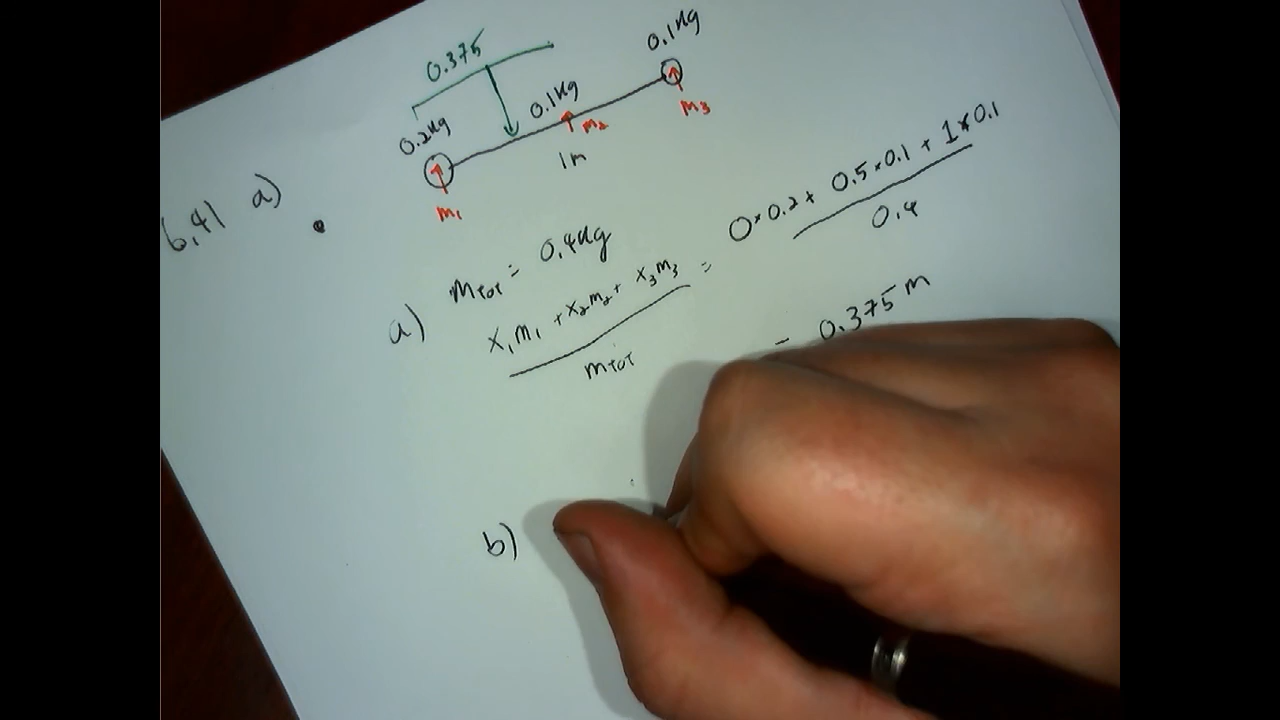 0.375
0.1Kg
0.1Kg
0.2Kg
m₂
m₃
1m
m₁
6,41 a)
a) mₜₒₜ = 0,4Kg
x₁m₁ + x₂m₂ + x₃m₃ / mₜₒₜ = 0*0.2 + 0.5*0.1 + 1*0.1 / 0.4
= 0.375 m
b)